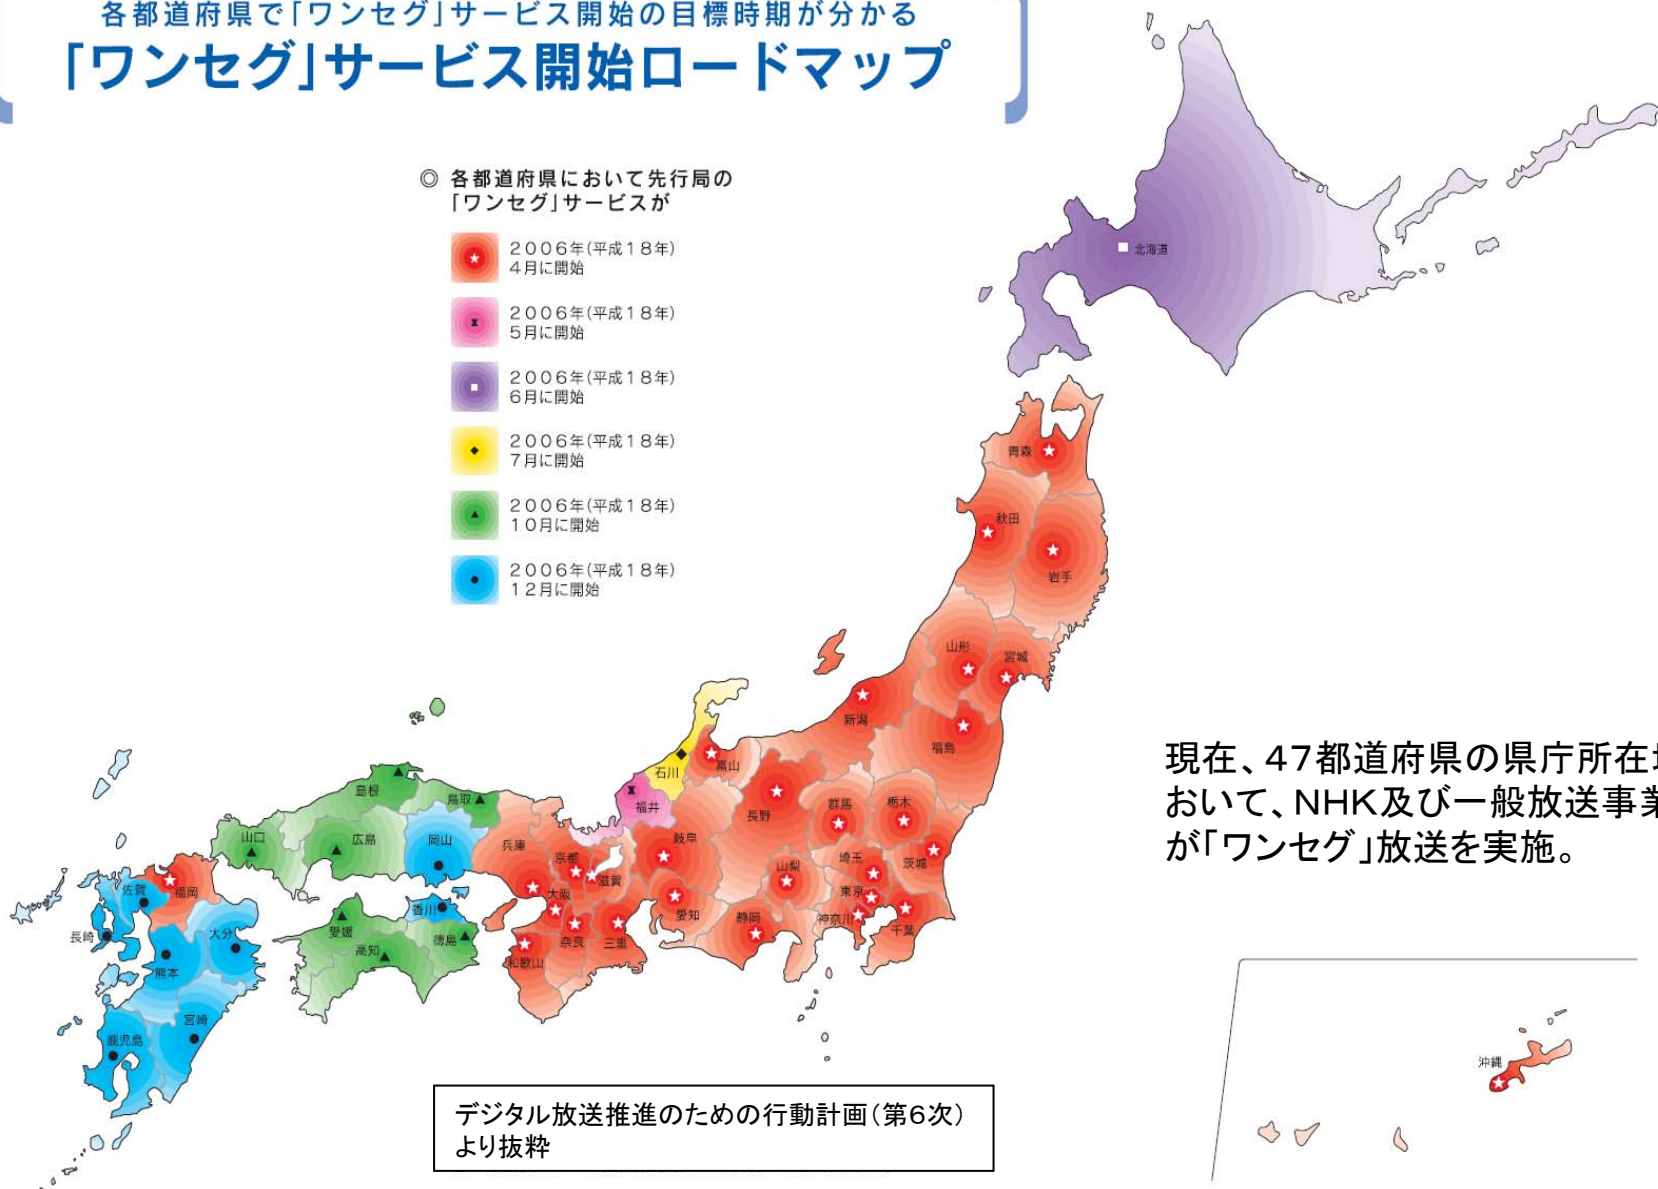 各都道府県で「ワンセグ」サービス開始の目標時期が分かる
「ワンセグ」サービス開始ロードマップ
◎ 各都道府県において先行局の
「ワンセグ」サービスが
2006年(平成18年)
4月に開始
2006年(平成18年)
5月に開始
2006年(平成18年)
6月に開始
2006年(平成18年)
7月に開始
2006年(平成18年)
10月に開始
2006年(平成18年)
12月に開始
北海道
青森
秋田
岩手
山形
宮城
新潟
福島
富山
石川
福井
長野
群馬
栃木
島根
鳥取
山口
広島
岡山
兵庫
京都
滋賀
岐阜
山梨
埼玉
茨城
東京
佐賀
福岡
香川
大阪
愛知
静岡
神奈川
千葉
長崎
大分
愛媛
高知
徳島
奈良
三重
和歌山
熊本
宮崎
鹿児島
沖縄
現在、47都道府県の県庁所在
おいて、NHK及び一般放送事業
が「ワンセグ」放送を実施。
デジタル放送推進のための行動計画(第6次)
より抜粋